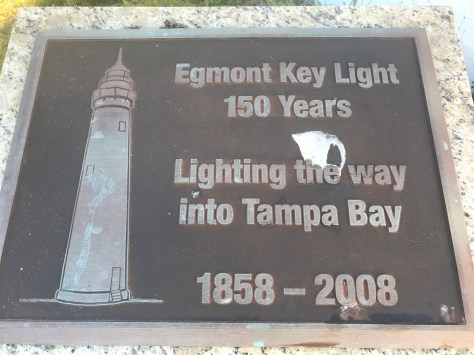 Egmont Key Light
150 Years
Lighting the way
into Tampa Bay
1858 – 2008